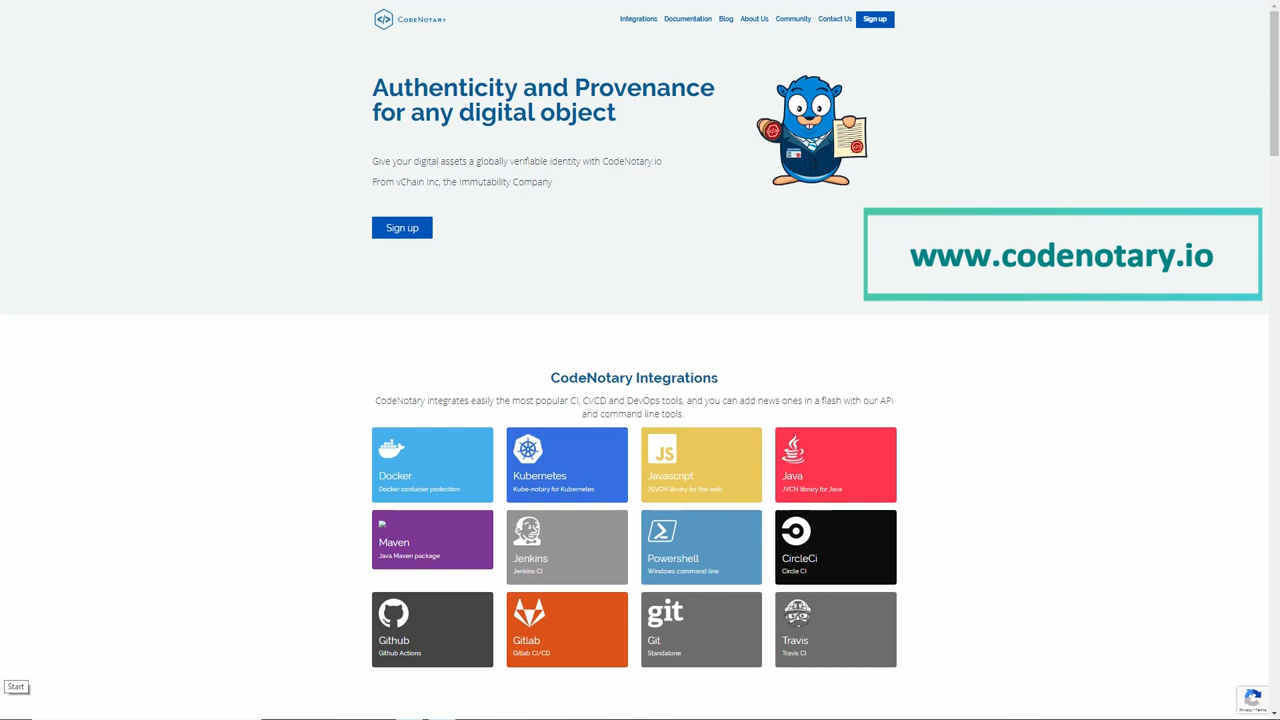 CODENOTARY
Integrations Documentation Blog About Us Community Contact Us Sign up
Authenticity and Provenance
for any digital object
Give your digital assets a globally verifiable identity with CodeNotary.io
From vChain Inc, the Immutability Company
Sign up
www.codenotary.io
CodeNotary Integrations
CodeNotary integrates easily the most popular CI, CI/CD and DevOps tools, and you can add news ones in a flash with our API
and command line tools.
Docker
Docker container protection
Kubernetes
Kube-notary for Kubernetes
JS
Javascript
JSVCN library for the web
Java
JVCN library for Java
Maven
Java Maven package
Jenkins
Jenkins CI
Powershell
Windows command line
CircleCi
Circle CI
Github
Github Actions
Gitlab
Gitlab CI/CD
git
Git
Standalone
Travis
Travis CI
Start
Privacy - Terms